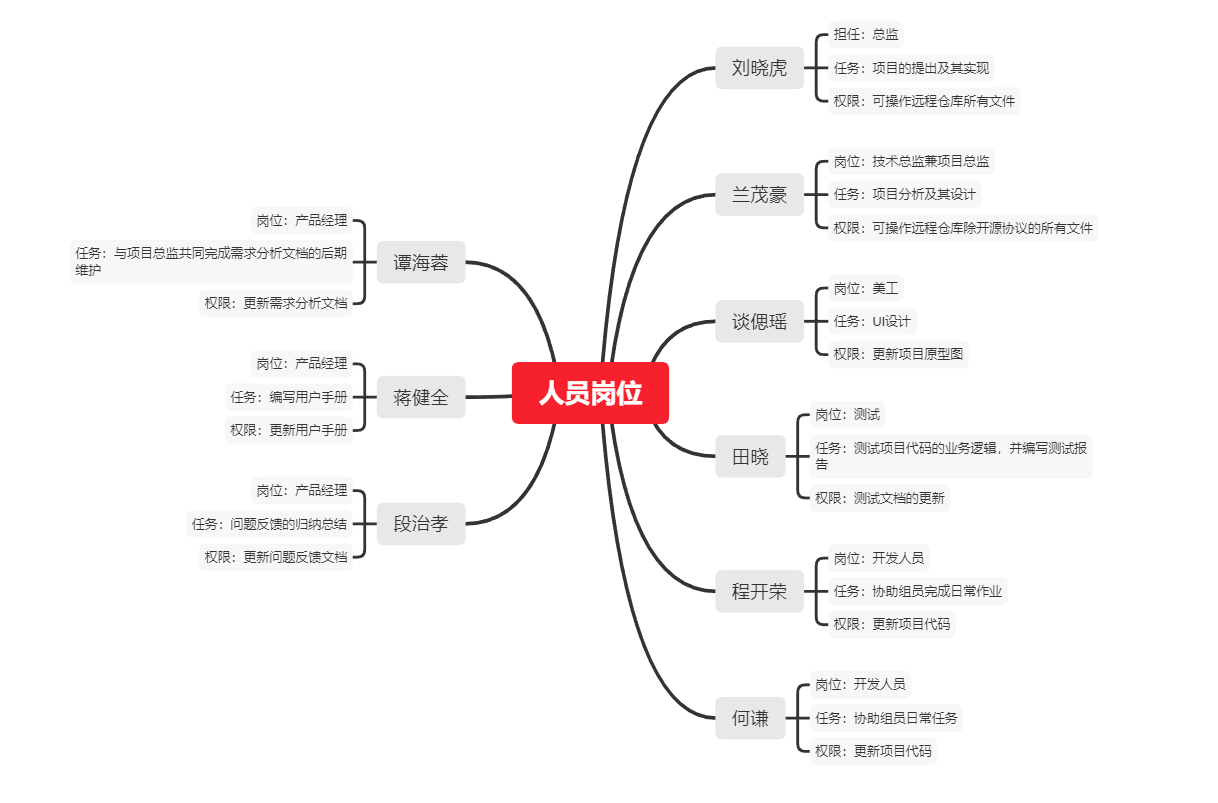 人员岗位
刘晓虎
担任：总监
任务：项目的提出及其实现
权限：可操作远程仓库所有文件
兰茂豪
岗位：技术总监兼项目总监
任务：项目分析及其设计
权限：可操作远程仓库除开源协议的所有文件
谈偲瑶
岗位：美工
任务：UI设计
权限：更新项目原型图
田晓
岗位：测试
任务：测试项目代码的业务逻辑，并编写测试报
告
权限：测试文档的更新
程开荣
岗位：开发人员
任务：协助组员完成日常作业
权限：更新项目代码
何谦
岗位：开发人员
任务：协助组员日常任务
权限：更新项目代码
谭海蓉
岗位：产品经理
任务：与项目总监共同完成需求分析文档的后期
维护
权限：更新需求分析文档
蒋健全
岗位：产品经理
任务：编写用户手册
权限：更新用户手册
段治孝
岗位：产品经理
任务：问题反馈的归纳总结
权限：更新问题反馈文档